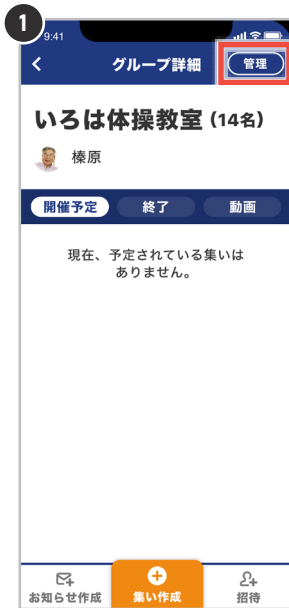 1
9:41
グループ詳細
管理
いろは体操教室 (14名)
榛原
開催予定 終了 動画
現在、予定されている集いは
ありません。
お知らせ作成 集い作成 招待